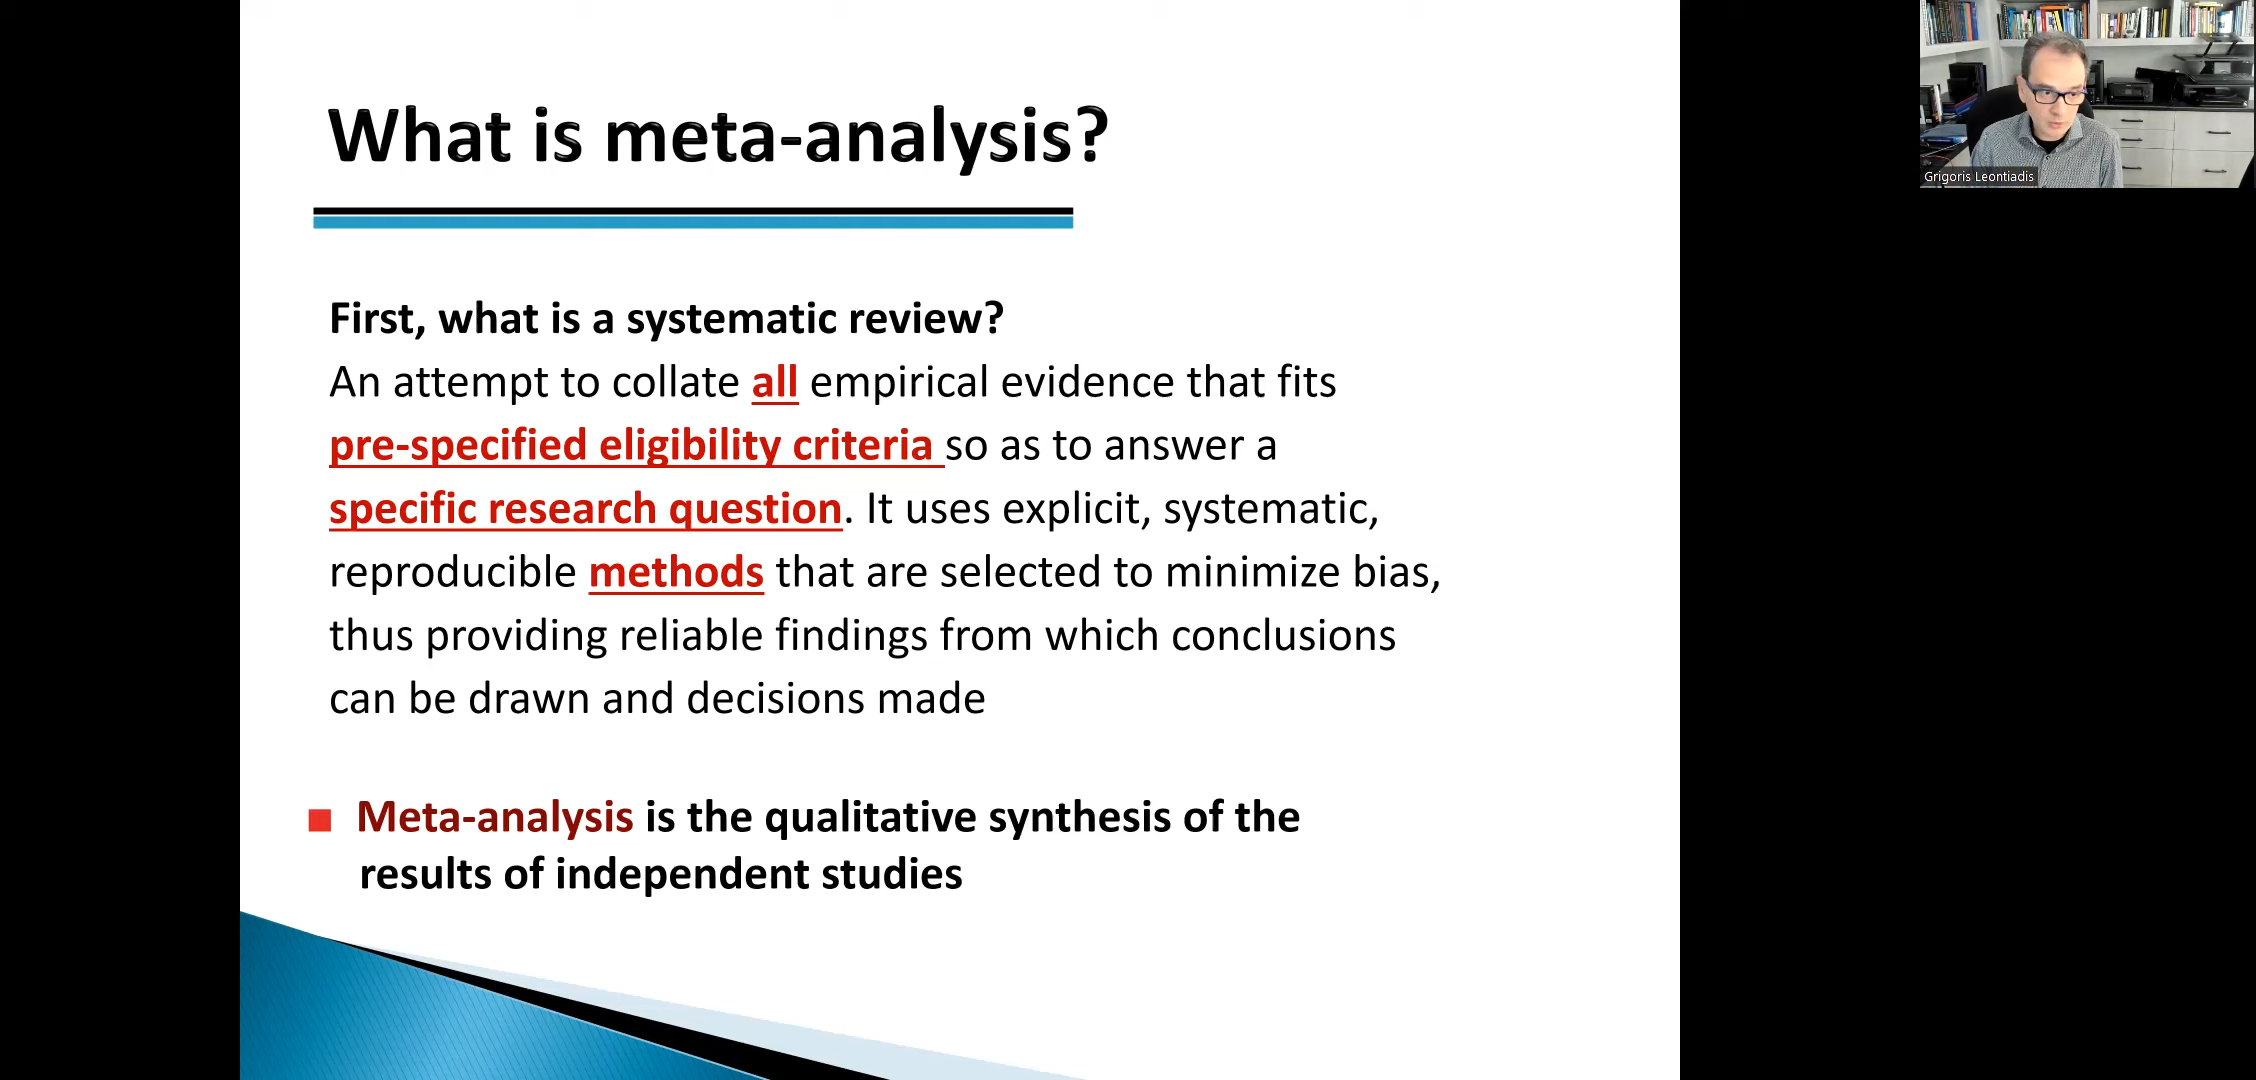 What is meta-analysis?
First, what is a systematic review?
An attempt to collate all empirical evidence that fits
pre-specified eligibility criteria so as to answer a
specific research question. It uses explicit, systematic,
reproducible methods that are selected to minimize bias,
thus providing reliable findings from which conclusions
can be drawn and decisions made
Meta-analysis is the qualitative synthesis of the
results of independent studies
Grigoris Leontiadis